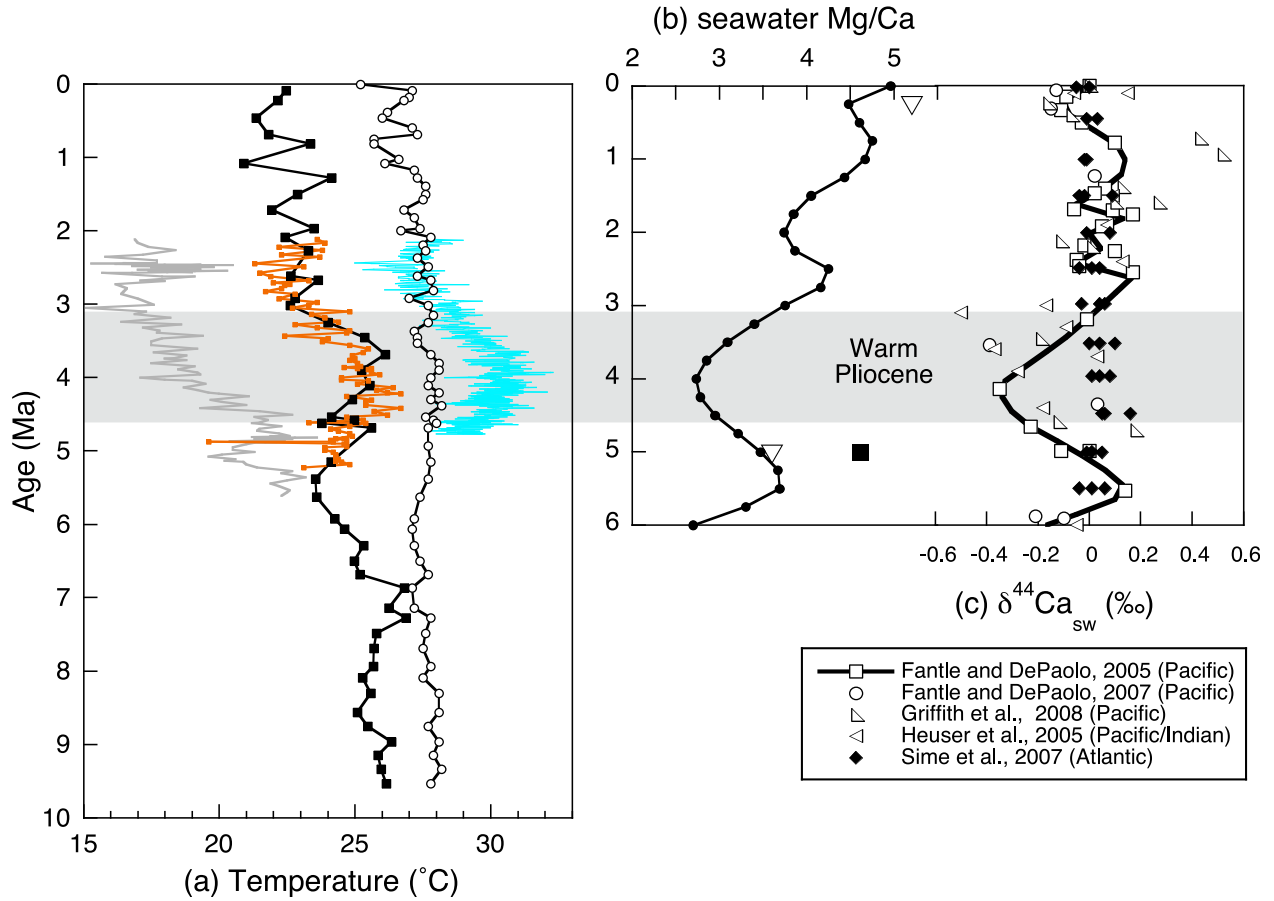 (b) seawater Mg/Ca
2 3 4 5
0
1
2
3
4
5
6
7
8
9
10
Age (Ma)
15 20 25 30
(a) Temperature (˚C)
Warm
Pliocene
0
1
2
3
4
5
6
-0.6 -0.4 -0.2 0 0.2 0.4 0.6
(c) δ⁴⁴Ca_sw (‰)
Fantle and DePaolo, 2005 (Pacific)
Fantle and DePaolo, 2007 (Pacific)
Griffith et al., 2008 (Pacific)
Heuser et al., 2005 (Pacific/Indian)
Sime et al., 2007 (Atlantic)